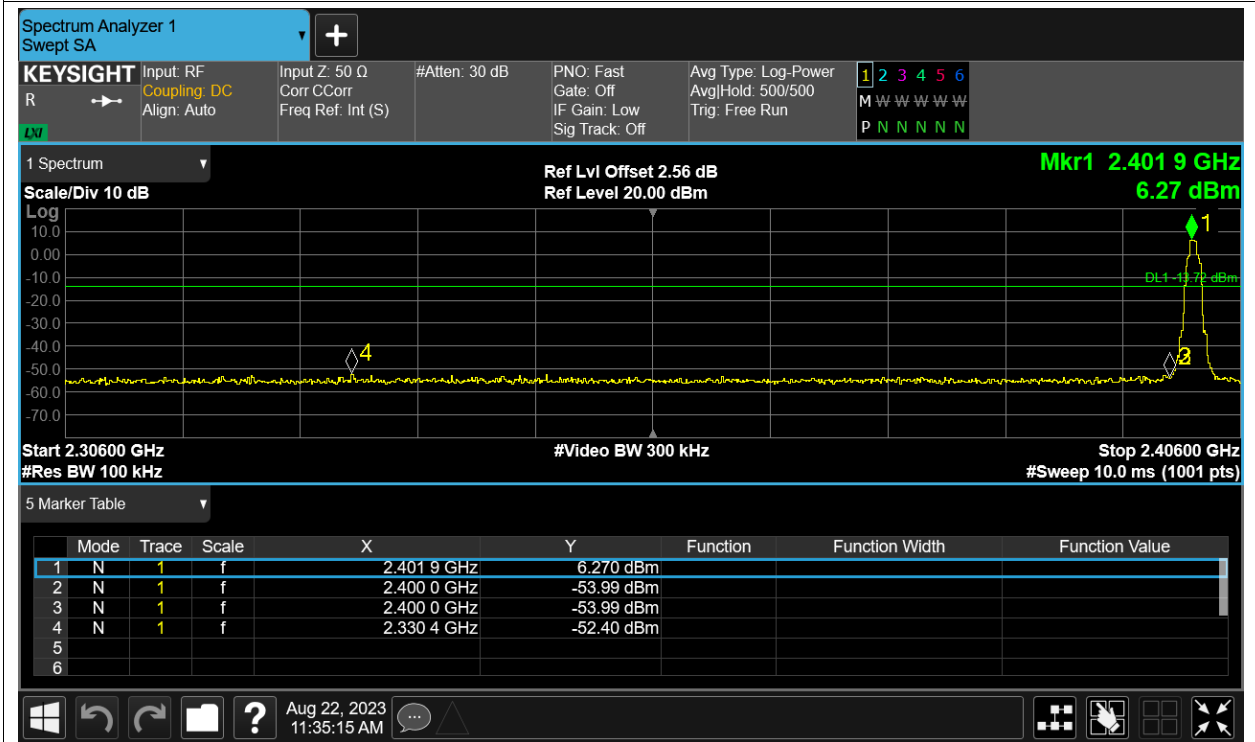 Spectrum Analyzer 1
Swept SA
+
KEYSIGHT
R
LXI
Input: RF
Coupling: DC
Align: Auto
Input Z: 50 Ω
Corr CCorr
Freq Ref: Int (S)
#Atten: 30 dB
PNO: Fast
Gate: Off
IF Gain: Low
Sig Track: Off
Avg Type: Log-Power
Avg|Hold: 500/500
Trig: Free Run
1 2 3 4 5 6
M W W W W W
P N N N N N
1 Spectrum
Scale/Div 10 dB
Ref Lvl Offset 2.56 dB
Ref Level 20.00 dBm
Mkr1 2.401 9 GHz
6.27 dBm
Log
10.0
0.00
-10.0
-20.0
-30.0
-40.0
-50.0
-60.0
-70.0
1
DL1 -13.72 dBm
4
Start 2.30600 GHz
#Res BW 100 kHz
#Video BW 300 kHz
Stop 2.40600 GHz
#Sweep 10.0 ms (1001 pts)
5 Marker Table
Mode Trace Scale X Y Function Function Width Function Value
1 N 1 f 2.401 9 GHz 6.270 dBm
2 N 1 f 2.400 0 GHz -53.99 dBm
3 N 1 f 2.400 0 GHz -53.99 dBm
4 N 1 f 2.330 4 GHz -52.40 dBm
5
6
?
Aug 22, 2023
11:35:15 AM